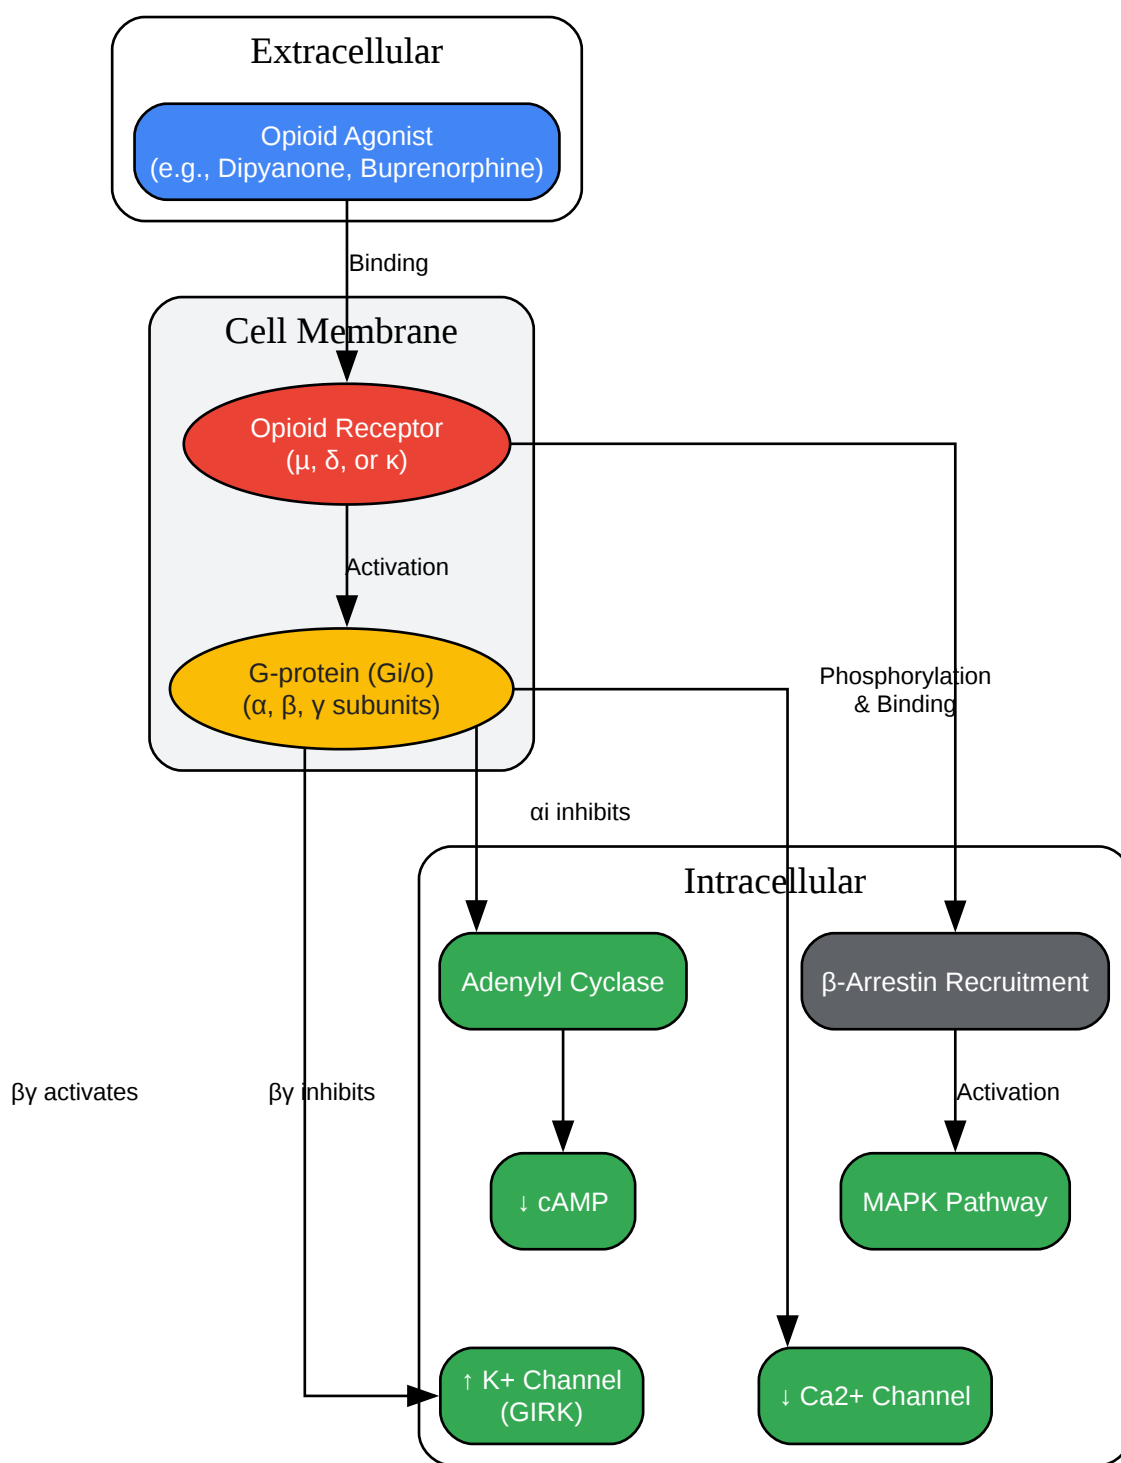 Extracellular
Opioid Agonist
(e.g., Dipyanone, Buprenorphine)
Binding
Cell Membrane
Opioid Receptor
(μ, δ, or κ)
Activation
G-protein (Gi/o)
(α, β, γ subunits)
Phosphorylation
& Binding
αi inhibits
Intracellular
Adenylyl Cyclase
β-Arrestin Recruitment
βγ activates
βγ inhibits
Activation
↓ cAMP
MAPK Pathway
↑ K+ Channel
(GIRK)
↓ Ca2+ Channel